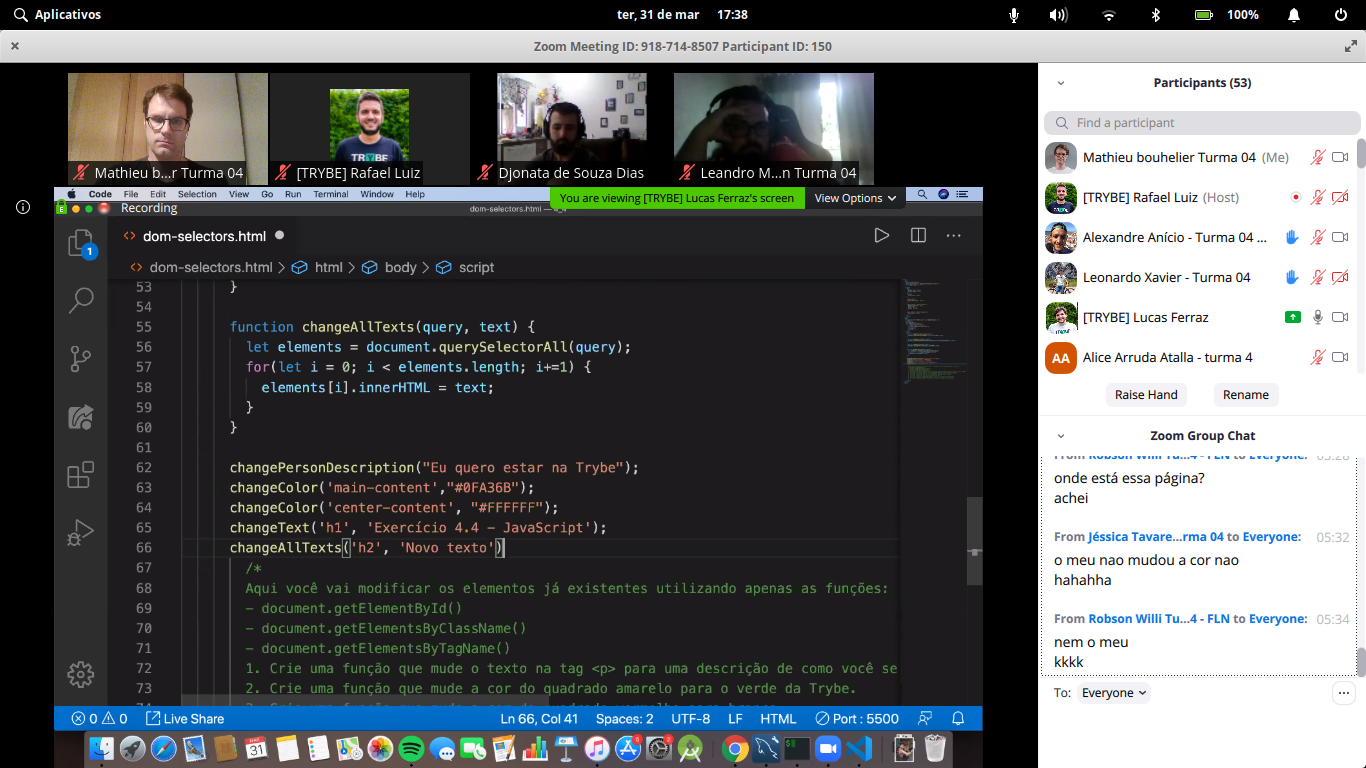 Aplicativos
ter, 31 de mar 17:38
100%
Zoom Meeting ID: 918-714-8507 Participant ID: 150
Mathieu b...r Turma 04
[TRYBE] Rafael Luiz
Djonata de Souza Dias
Leandro M...n Turma 04
TRYBE
Code File Edit Selection View Go Run Terminal Window Help
You are viewing [TRYBE] Lucas Ferraz's screen
View Options
Recording
dom-selectors.html —
dom-selectors.html
dom-selectors.html > html > body > script
1
53 }
54
55 function changeAllTexts(query, text) {
56 let elements = document.querySelectorAll(query);
57 for(let i = 0; i < elements.length; i+=1) {
58 elements[i].innerHTML = text;
59 }
60 }
61
62 changePersonDescription("Eu quero estar na Trybe");
63 changeColor('main-content',"#0FA36B");
64 changeColor('center-content', "#FFFFFF");
65 changeText('h1', 'Exercício 4.4 - JavaScript');
66 changeAllTexts('h2', 'Novo texto')
67 /*
68 Aqui você vai modificar os elementos já existentes utilizando apenas as funções:
69 - document.getElementById()
70 - document.getElementsByClassName()
71 - document.getElementsByTagName()
72 1. Crie uma função que mude o texto na tag <p> para uma descrição de como você se
73 2. Crie uma função que mude a cor do quadrado amarelo para o verde da Trybe.
0 0 Live Share
Ln 66, Col 41 Spaces: 2 UTF-8 LF HTML Port : 5500
31
Participants (53)
Find a participant
Mathieu bouhelier Turma 04 (Me)
[TRYBE] Rafael Luiz (Host)
Alexandre Anício - Turma 04 ...
Leonardo Xavier - Turma 04
[TRYBE] Lucas Ferraz
AA Alice Arruda Atalla - turma 4
Raise Hand Rename
Zoom Group Chat
From Robson Willi Tu...4 - FLN to Everyone: 05:28
onde está essa página?
achei
From Jéssica Tavare...rma 04 to Everyone: 05:32
o meu nao mudou a cor nao
hahahha
From Robson Willi Tu...4 - FLN to Everyone: 05:34
nem o meu
kkkk
To: Everyone